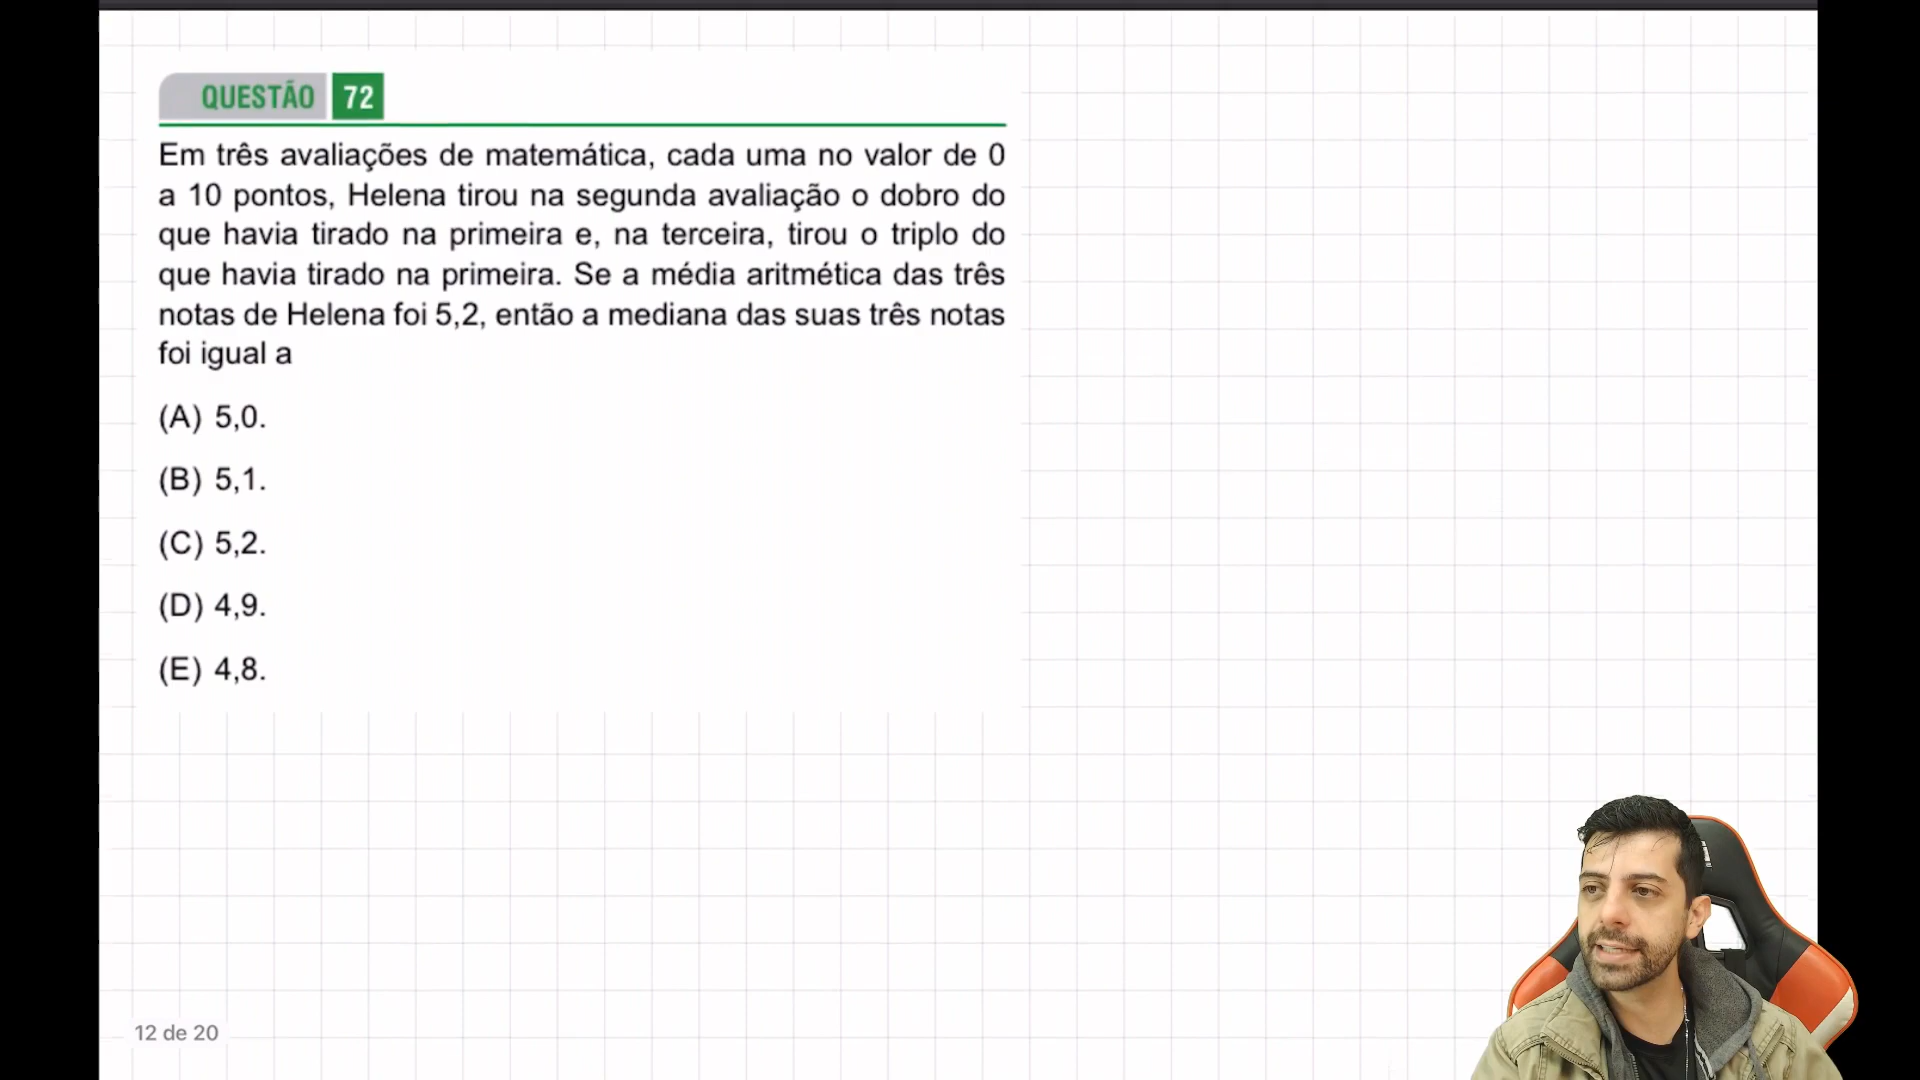 QUESTÃO 72
Em três avaliações de matemática, cada uma no valor de 0
a 10 pontos, Helena tirou na segunda avaliação o dobro do
que havia tirado na primeira e, na terceira, tirou o triplo do
que havia tirado na primeira. Se a média aritmética das três
notas de Helena foi 5,2, então a mediana das suas três notas
foi igual a
(A) 5,0.
(B) 5,1.
(C) 5,2.
(D) 4,9.
(E) 4,8.
12 de 20